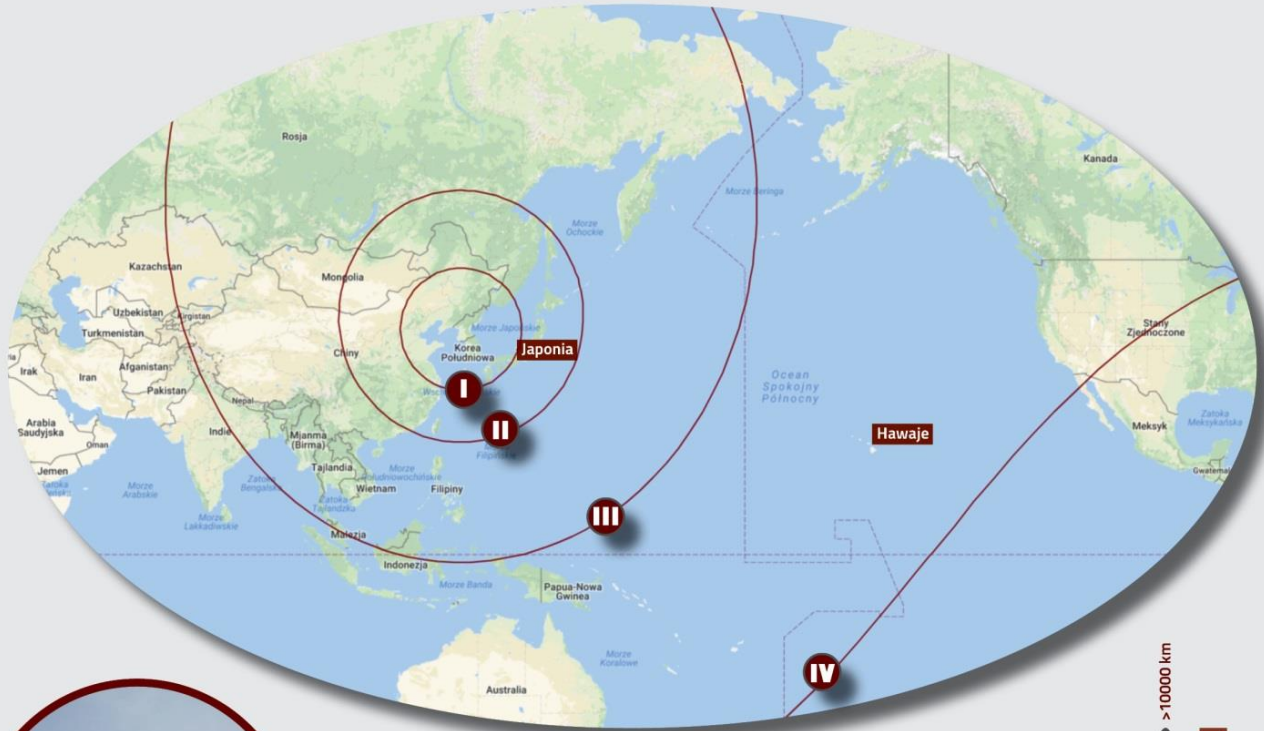 Rosja
Kanada
Morze Beringa
Morze
Ochockie
Kazachstan
Mongolia
Uzbekistan
Kirgistan
Turkmenistan
Morze Japońskie
Stany
Zjednoczone
Korea
Południowa
Japonia
Chiny
Afganistan
Irak
Iran
Pakistan
Ocean
Spokojny
Północny
I
Nepal
Arabia
Saudyjska
Oman
Indie
Mjanma
(Birma)
II
Hawaje
Meksyk
Zatoka
Meksykańska
Jemen
Tajlandia
Morze
Południowochińskie
Wietnam
Filipiny
Morze
Arabskie
Zatoka
Bengalska
Zatoka
Tajlandzka
Morze
Lakkadiwskie
III
Malezja
Indonezja
Morze Banda
Papua-Nowa
Gwinea
Morze
Koralowe
IV
Australia
>10000 km